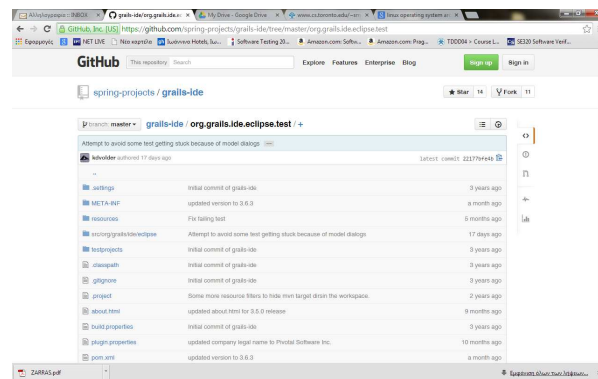 Αλληλογραφία :: INBOX
grails-ide/org.grails.ide.ec
My Drive - Google Drive
www.cs.toronto.edu/~
linux operating system ar
GitHub, Inc. [US] https://github.com/spring-projects/grails-ide/tree/master/org.grails.ide.eclipse.test
Εφαρμογές
NET LIVE
Νέα καρτέλα
Ιωάννινα Hotels, Ιω...
Software Testing 20...
Amazon.com: Softw...
Amazon.com: Prag...
TDDD04 > Course L...
SE320 Software Verif...
GitHub
This repository
Search
Explore Features Enterprise Blog
Sign up
Sign in
spring-projects / grails-ide
Star 14
Fork 11
branch: master
grails-ide / org.grails.ide.eclipse.test / +
Attempt to avoid some test getting stuck because of model dialogs
kdvolder authored 17 days ago
latest commit 22177bfe4b
..
.settings Initial commit of grails-ide 3 years ago
META-INF updated version to 3.6.3 a month ago
resources Fix failing test 5 months ago
src/org/grails/ide/eclipse Attempt to avoid some test getting stuck because of model dialogs 17 days ago
testprojects Initial commit of grails-ide 3 years ago
.classpath Initial commit of grails-ide 3 years ago
.gitignore Initial commit of grails-ide 3 years ago
.project Some more resource filters to hide mvn target dirsin the workspace. 2 years ago
about.html updated about.html for 3.5.0 release 9 months ago
build.properties Initial commit of grails-ide 3 years ago
plugin.properties updated company legal name to Pivotal Software Inc. 10 months ago
pom.xml updated version to 3.6.3 a month ago
ZARRAS.pdf
Εμφάνιση όλων των λήψεων...